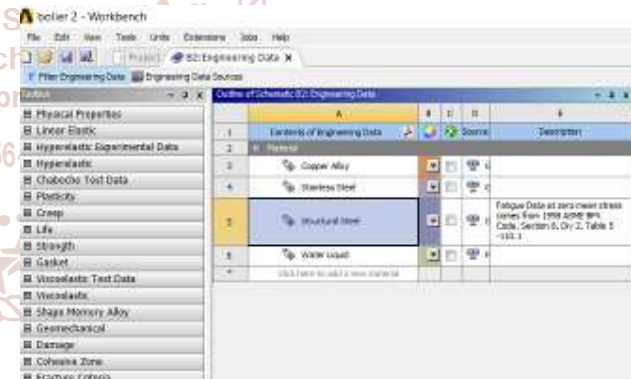 bolier 2 - Workbench
File Edit View Tools Units Extensions Jobs Help
Project B2:Engineering Data
Filter Engineering Data Engineering Data Sources
Toolbox
Outline of Schematic B2: Engineering Data
Physical Properties
Linear Elastic
Hyperelastic Experimental Data
Hyperelastic
Chaboche Test Data
Plasticity
Creep
Life
Strength
Gasket
Viscoelastic Test Data
Viscoelastic
Shape Memory Alloy
Geomechanical
Damage
Cohesive Zone
Fracture Criteria
A B C D E
1 Contents of Engineering Data Source Description
2 Material
3 Copper Alloy
4 Stainless Steel
5 Structural Steel
Fatigue Data at zero mean stress
comes from 1998 ASME BPV
Code, Section 8, Div 2, Table 5
-110.1
6 Water Liquid
* Click here to add a new material